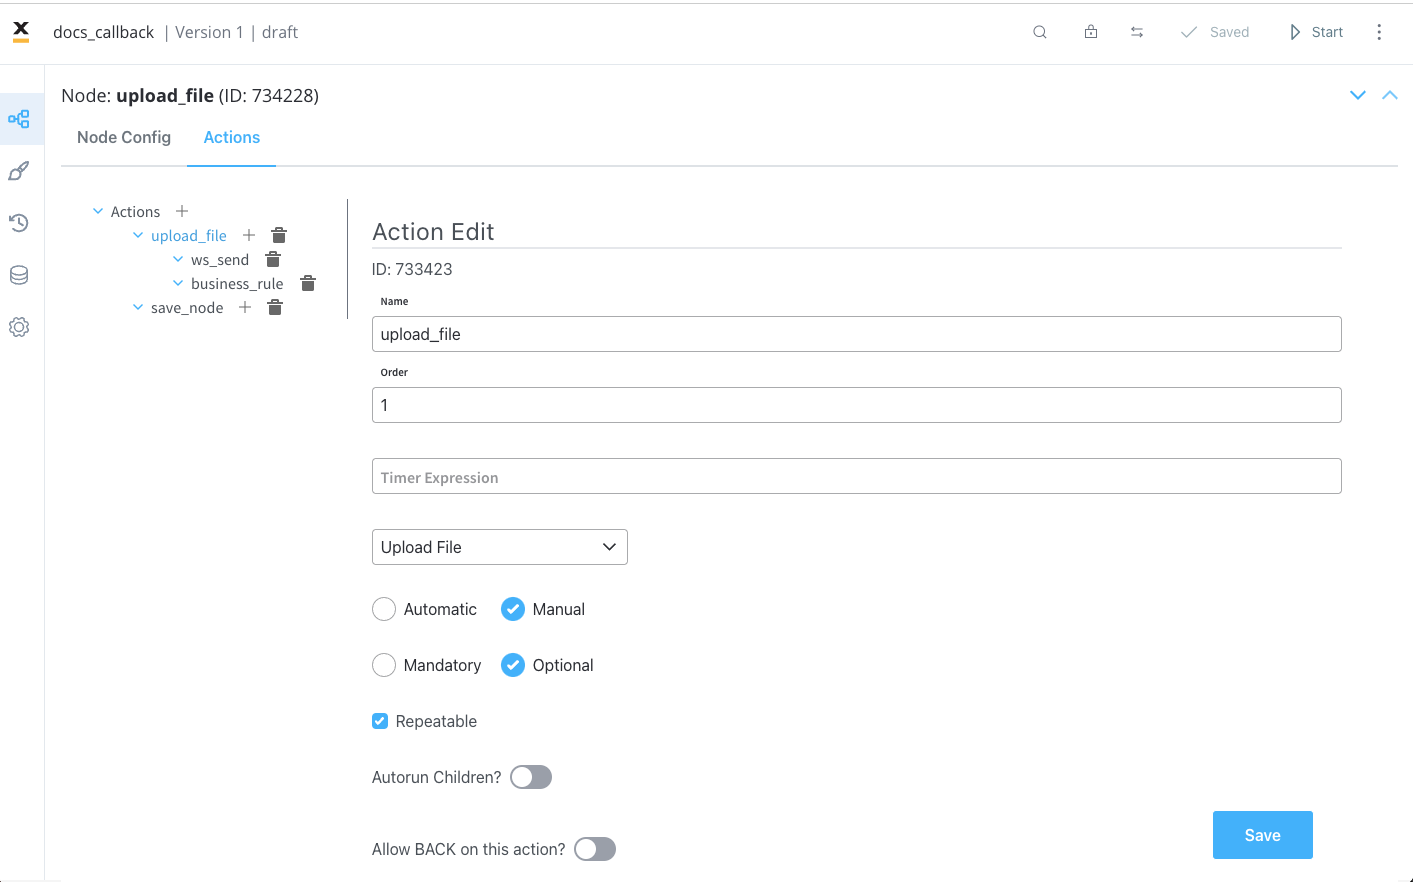 docs_callback | Version 1 | draft
Saved
Start
Node: upload_file (ID: 734228)
Node Config
Actions
Actions
upload_file
ws_send
business_rule
save_node
Action Edit
ID: 733423
Name
upload_file
Order
1
Timer Expression
Upload File
Automatic
Manual
Mandatory
Optional
Repeatable
Autorun Children?
Allow BACK on this action?
Save